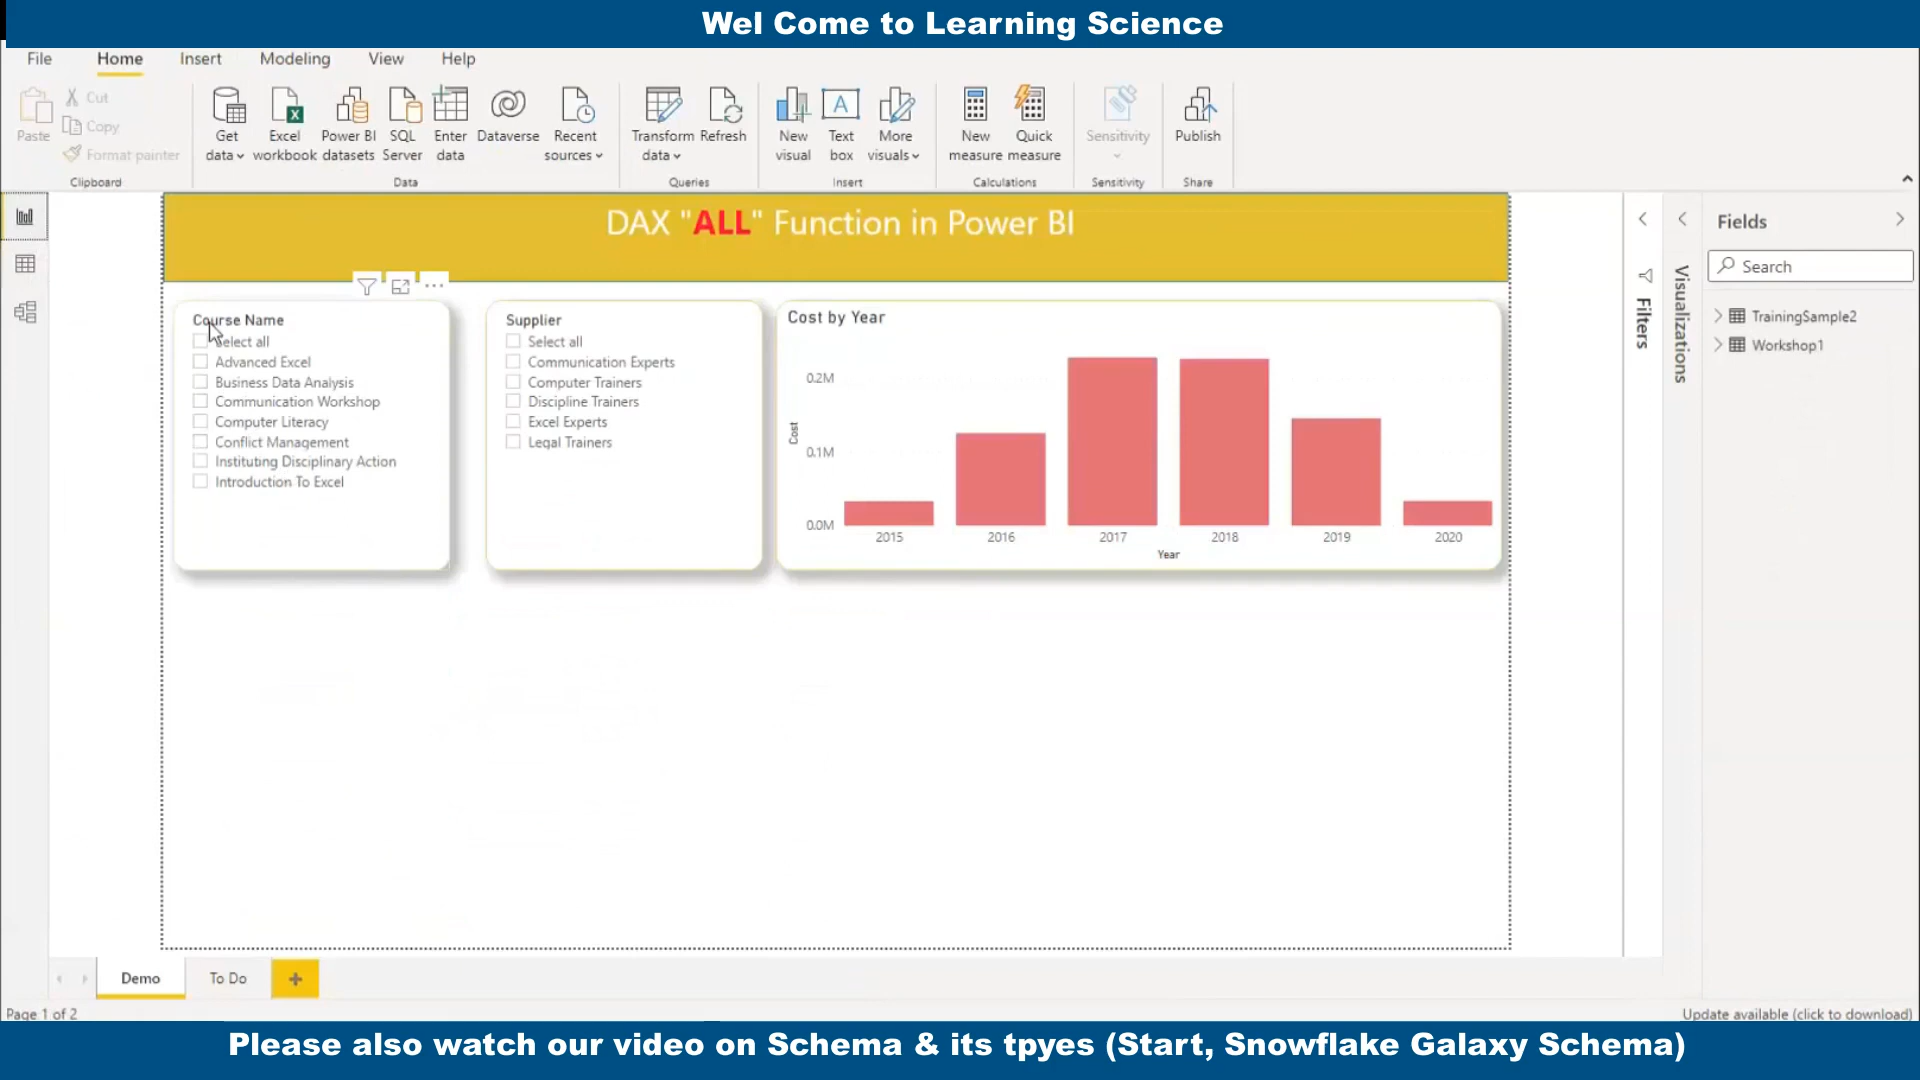 Wel Come to Learning Science
File Home Insert Modeling View Help
Paste
Cut
Copy
Format painter
Clipboard
Get data
Excel workbook
Power BI datasets
SQL Server
Enter data
Dataverse
Recent sources
Data
Transform data
Refresh
Queries
New visual
Text box
More visuals
Insert
New measure
Quick measure
Calculations
Sensitivity
Sensitivity
Publish
Share
DAX "ALL" Function in Power BI
Course Name
Select all
Advanced Excel
Business Data Analysis
Communication Workshop
Computer Literacy
Conflict Management
Instituting Disciplinary Action
Introduction To Excel
Supplier
Select all
Communication Experts
Computer Trainers
Discipline Trainers
Excel Experts
Legal Trainers
Cost by Year
Cost
0.2M
0.1M
0.0M
2015 2016 2017 2018 2019 2020
Year
Filters
Visualizations
Fields
Search
TrainingSample2
Workshop1
Demo
To Do
Page 1 of 2
Update available (click to download)
Please also watch our video on Schema & its tpyes (Start, Snowflake Galaxy Schema)